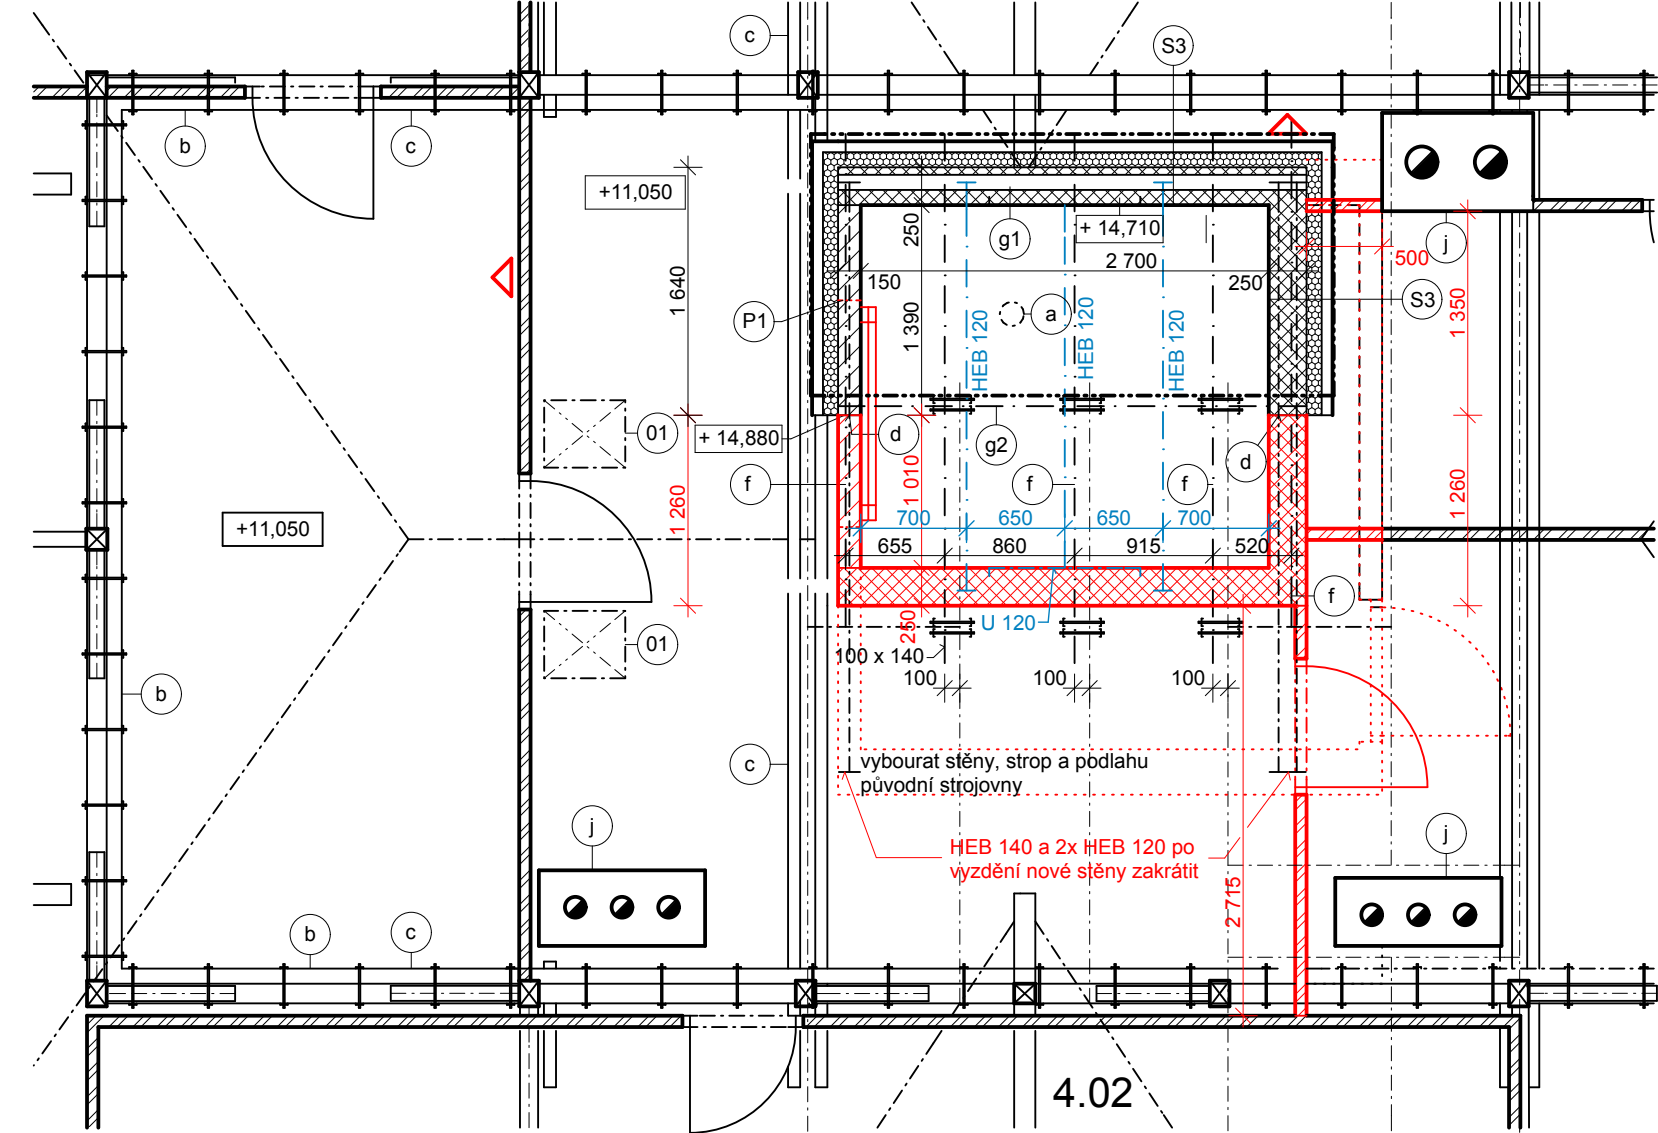 c
S3
b
c
+11,050
g1
+ 14,710
j
250
2 700
500
150
250
1 640
S3
P1
a
1 390
HEB 120
HEB 120
HEB 120
1 350
01
+ 14,880
d
g2
d
f
f
f
1 010
1 260
1 260
+11,050
700
650
650
700
655
860
915
520
f
01
250
U 120
100 x 140
100
100
100
b
c
vybourat stěny, strop a podlahu
původní strojovny
j
j
HEB 140 a 2x HEB 120 po
vyzdění nové stěny zakrátit
2 715
b
c
4.02